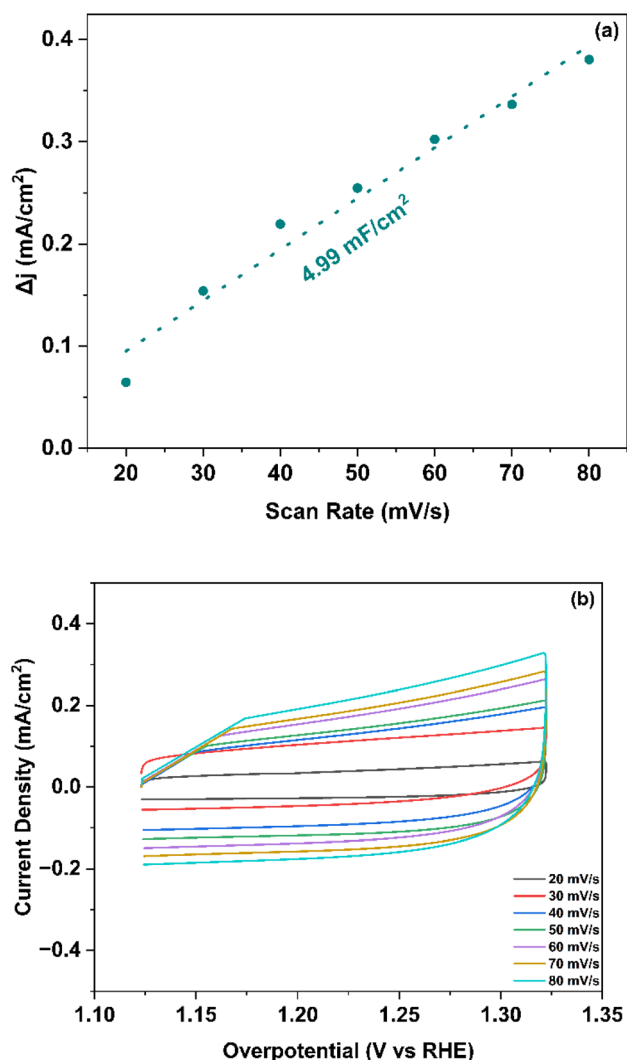 (a)
Δj (mA/cm²)
0.4
0.3
0.2
0.1
0.0
4.99 mF/cm²
20 30 40 50 60 70 80
Scan Rate (mV/s)
(b)
Current Density (mA/cm²)
0.4
0.2
0.0
−0.2
−0.4
20 mV/s
30 mV/s
40 mV/s
50 mV/s
60 mV/s
70 mV/s
80 mV/s
1.10 1.15 1.20 1.25 1.30 1.35
Overpotential (V vs RHE)